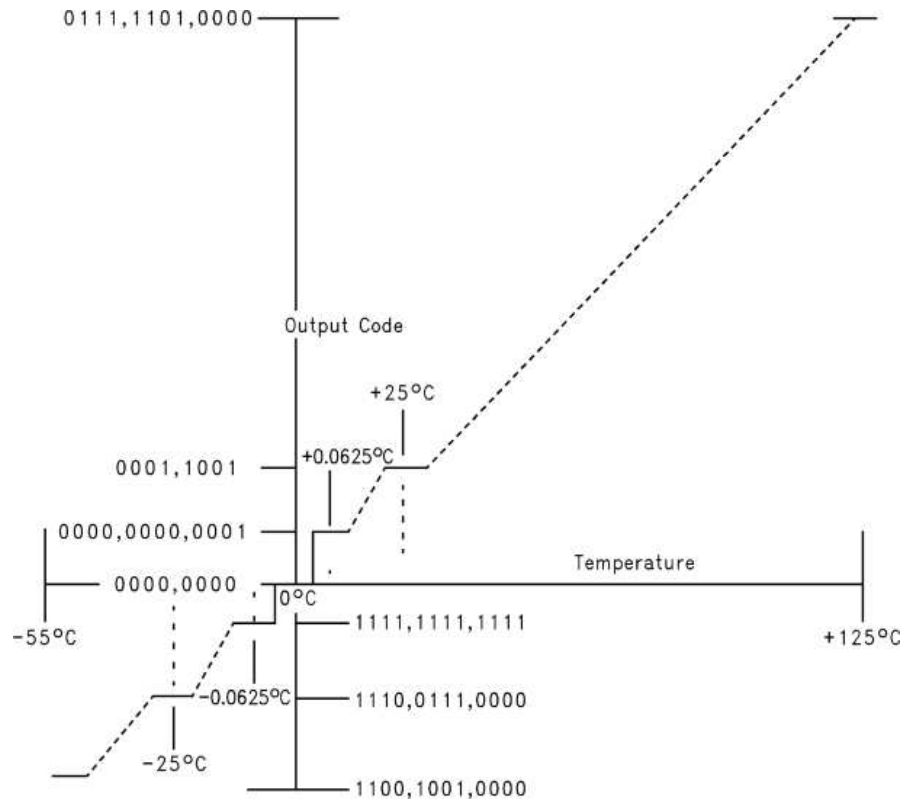 0111,1101,0000
Output Code
+25°C
+0.0625°C
0001,1001
0000,0000,0001
Temperature
0000,0000
0°C
-55°C
1111,1111,1111
+125°C
-0.0625°C
1110,0111,0000
-25°C
1100,1001,0000